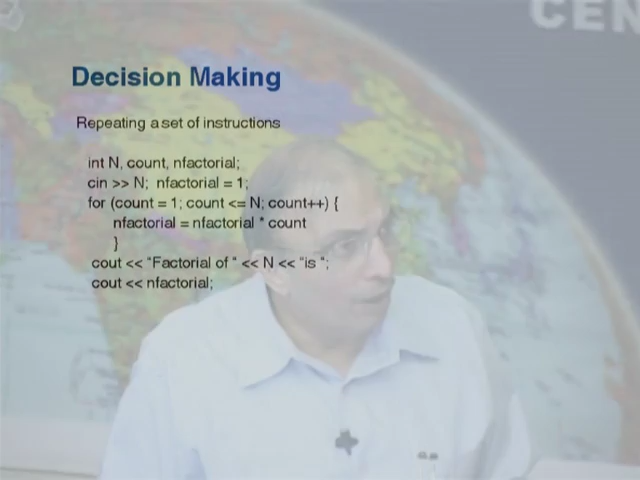 CEN
Decision Making
Repeating a set of instructions
int N, count, nfactorial;
cin >> N; nfactorial = 1;
for (count = 1; count <= N; count++) {
nfactorial = nfactorial * count
}
cout << “Factorial of “ << N << “is “;
cout << nfactorial;